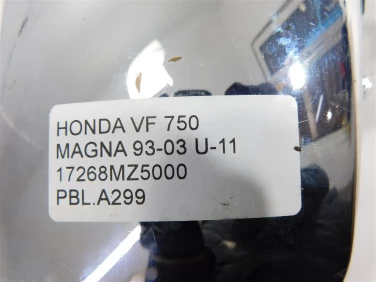 HONDA VF 750
MAGNA 93-03 U-11
17268MZ5000
PBL.A299